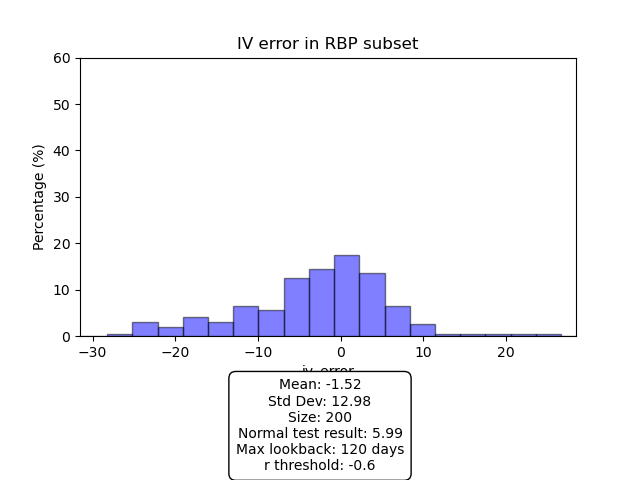 IV error in RBP subset
60
50
40
30
20
10
0
Percentage (%)
−30
−20
−10
0
10
20
iv_error
Mean: -1.52
Std Dev: 12.98
Size: 200
Normal test result: 5.99
Max lookback: 120 days
r threshold: -0.6